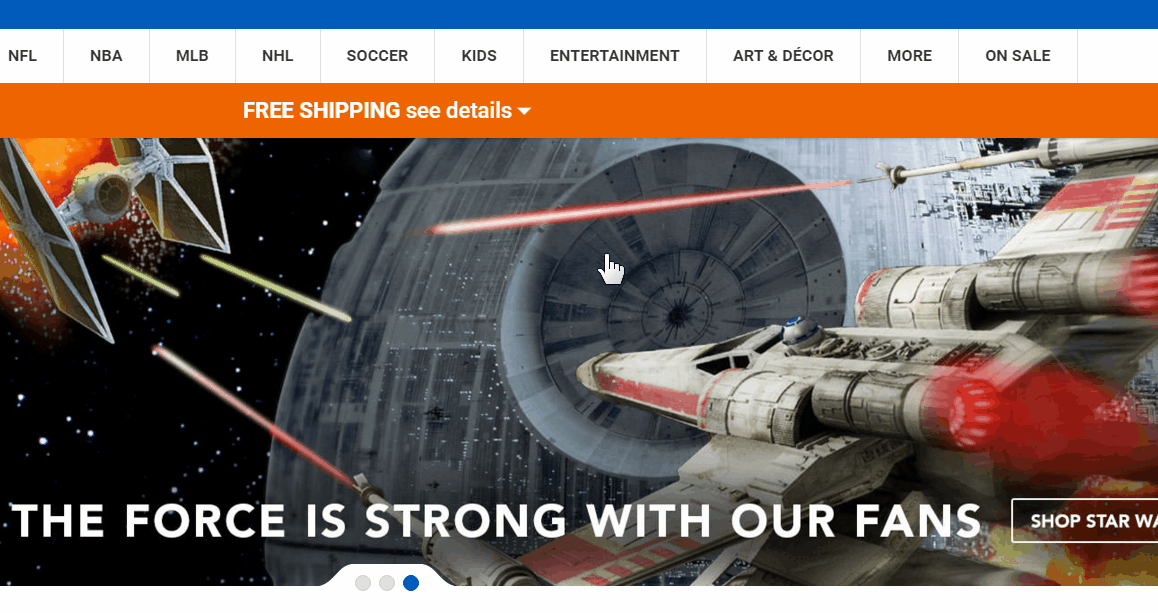 NFL NBA MLB NHL SOCCER KIDS ENTERTAINMENT ART & DÉCOR MORE ON SALE
FREE SHIPPING see details
THE FORCE IS STRONG WITH OUR FANS
SHOP STAR WA